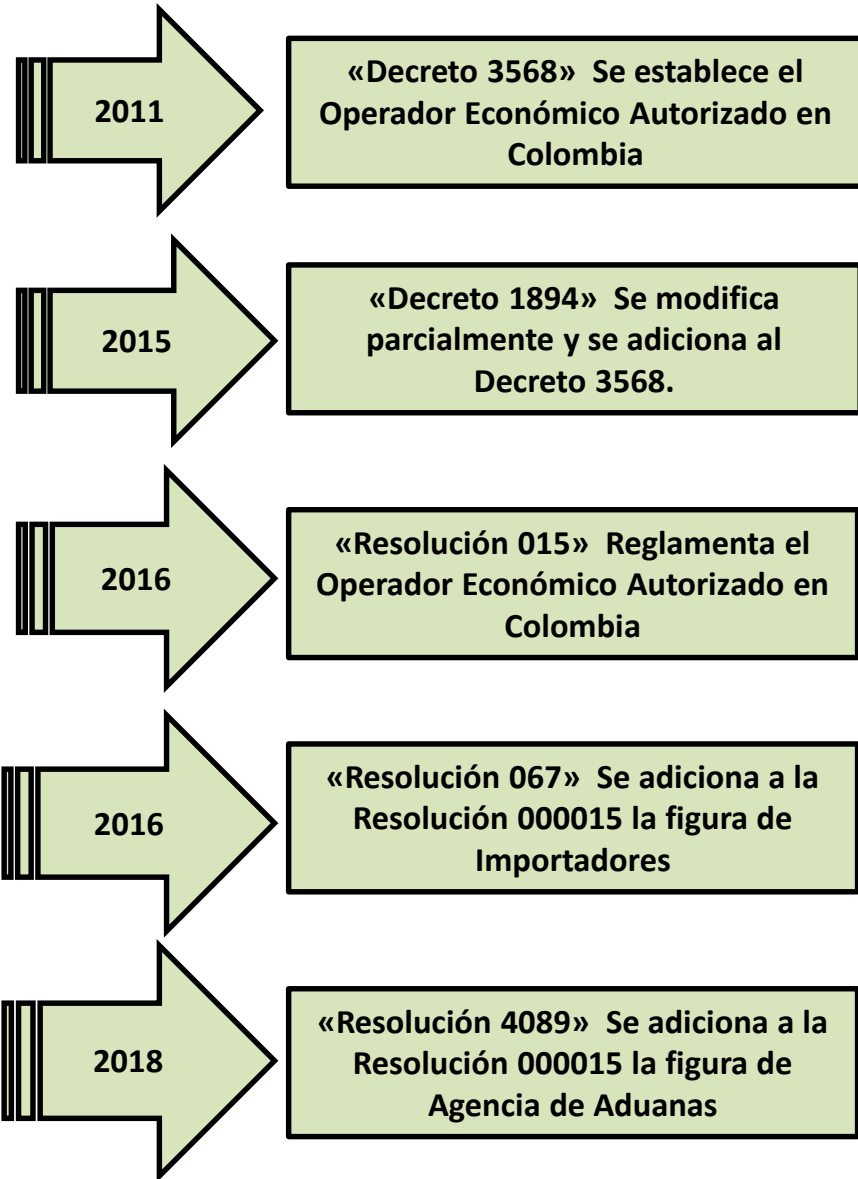 2011
«Decreto 3568» Se establece el
Operador Económico Autorizado en
Colombia
2015
«Decreto 1894» Se modifica
parcialmente y se adiciona al
Decreto 3568.
2016
«Resolución 015» Reglamenta el
Operador Económico Autorizado en
Colombia
2016
«Resolución 067» Se adiciona a la
Resolución 000015 la figura de
Importadores
2018
«Resolución 4089» Se adiciona a la
Resolución 000015 la figura de
Agencia de Aduanas